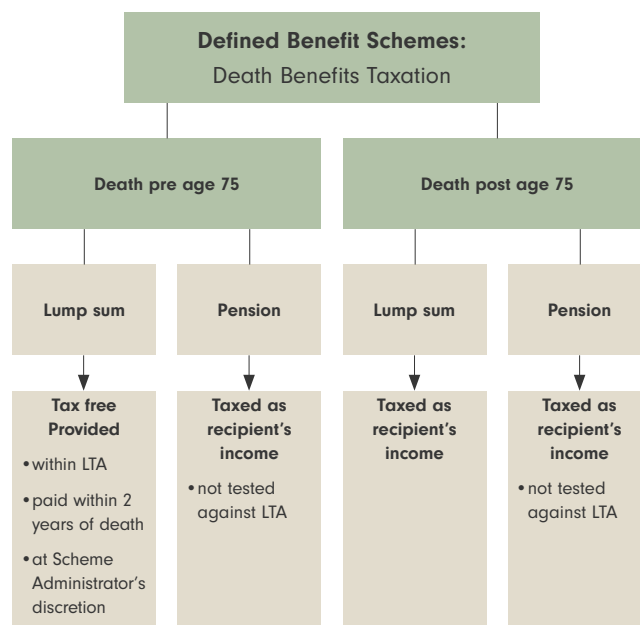 Defined Benefit Schemes:
Death Benefits Taxation
Death pre age 75
Death post age 75
Lump sum
Pension
Lump sum
Pension
Tax free
Provided
• within LTA
• paid within 2
years of death
• at Scheme
Administrator's
discretion
Taxed as
recipient's
income
• not tested
against LTA
Taxed as
recipient's
income
Taxed as
recipient's
income
• not tested
against LTA